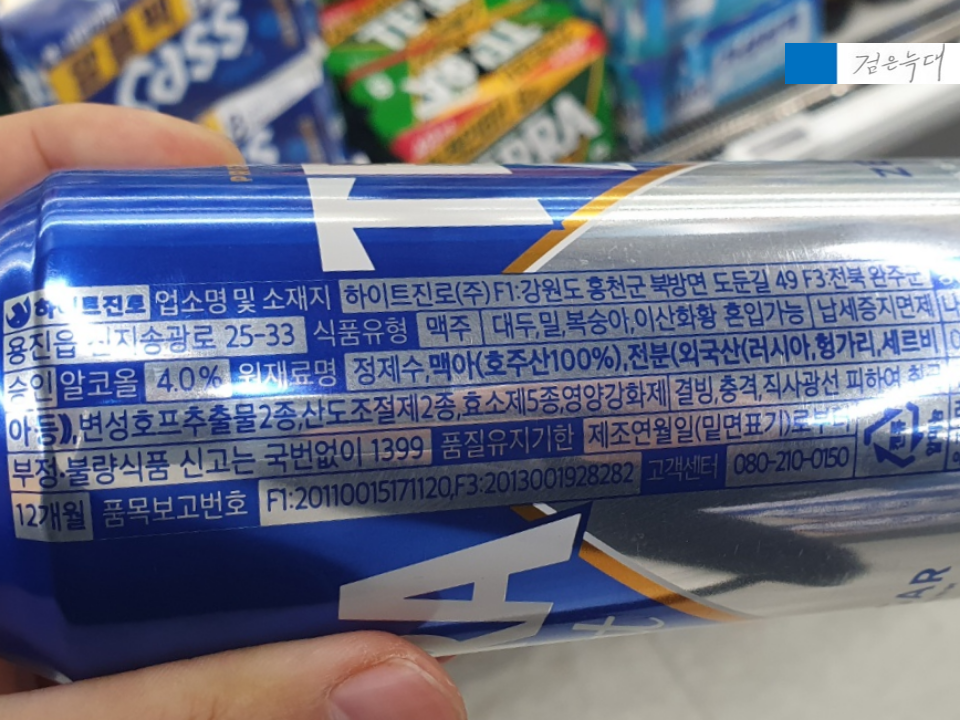 Cass
TERRA
검은늑대
하이트진로 업소명 및 소재지 하이트진로(주) F1:강원도 홍천군 북방면 도둔길 49 F3:전북 완주군
용진읍 신지송광로 25-33 식품유형 맥주 대두,밀,복숭아,이산화황 혼입가능 납세증지면제
승인 알코올 4.0% 원재료명 정제수,맥아(호주산100%),전분(외국산(러시아,헝가리,세르비
아등)),변성호프추출물2종,산도조절제2종,효소제5종,영양강화제 결빙,충격,직사광선 피하여
부정·불량식품 신고는 국번없이 1399 품질유지기한 제조연월일(밑면표기)로부터
12개월 품목보고번호 F1:20110015171120,F3:2013001928282 고객센터 080-210-0150